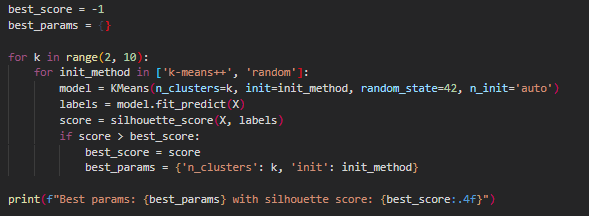 best_score = -1
best_params = {}

for k in range(2, 10):
    for init_method in ['k-means++', 'random']:
        model = KMeans(n_clusters=k, init=init_method, random_state=42, n_init='auto')
        labels = model.fit_predict(X)
        score = silhouette_score(X, labels)
        if score > best_score:
            best_score = score
            best_params = {'n_clusters': k, 'init': init_method}

print(f"Best params: {best_params} with silhouette score: {best_score:.4f}")